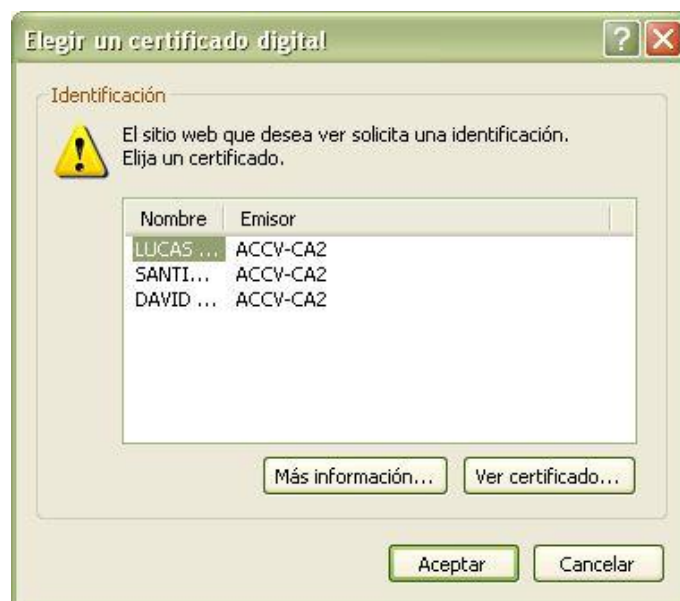 Elegir un certificado digital
Identificación
El sitio web que desea ver solicita una identificación.
Elija un certificado.
Nombre Emisor
LUCAS ... ACCV-CA2
SANTI... ACCV-CA2
DAVID ... ACCV-CA2
Más información... Ver certificado...
Aceptar Cancelar